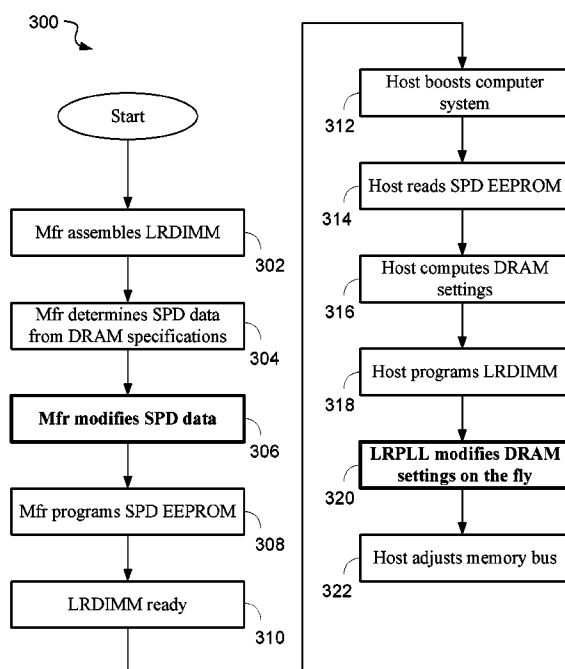 300
Start
Mfr assembles LRDIMM
302
Mfr determines SPD data
from DRAM specifications
304
Mfr modifies SPD data
306
Mfr programs SPD EEPROM
308
LRDIMM ready
310
Host boosts computer
system
312
Host reads SPD EEPROM
314
Host computes DRAM
settings
316
Host programs LRDIMM
318
LRPLL modifies DRAM
settings on the fly
320
Host adjusts memory bus
322